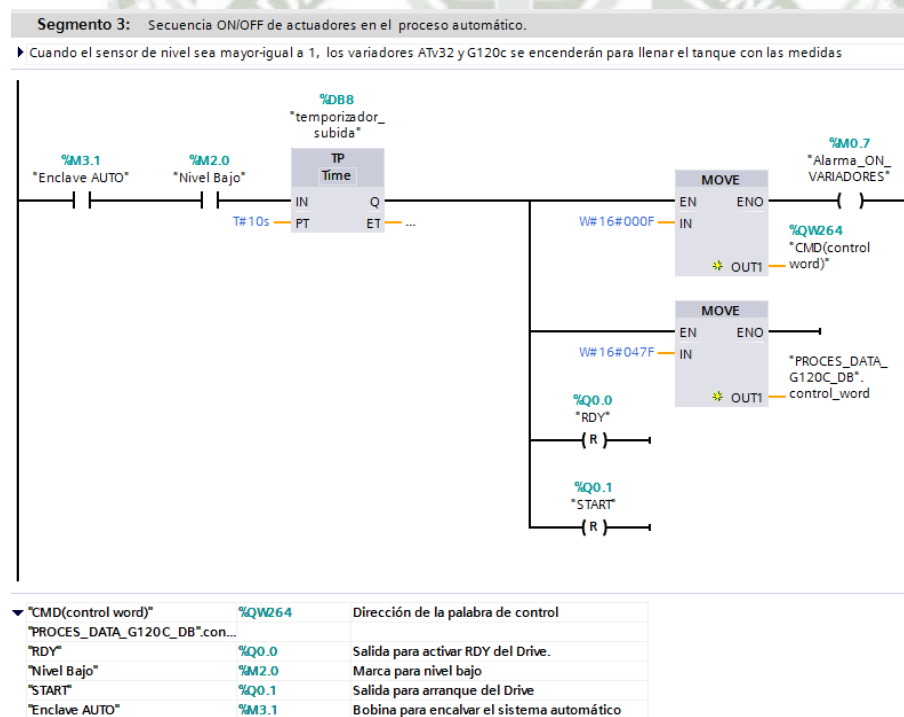 Segmento 3: Secuencia ON/OFF de actuadores en el proceso automático.
Cuando el sensor de nivel sea mayor-igual a 1, los variadores ATv32 y G120c se encenderán para llenar el tanque con las medidas
%DB8
"temporizador_
subida"
%M3.1
"Enclave AUTO"
%M2.0
"Nivel Bajo"
TP
Time
IN Q
T#10s PT ET ...
MOVE
EN ENO
W#16#000F IN
OUT1
%M0.7
"Alarma_ON_
VARIADORES"
%QW264
"CMD(control
word)"
MOVE
EN ENO
W#16#047F IN
OUT1
"PROCES_DATA_
G120C_DB".
control_word
%Q0.0
"RDY"
R
%Q0.1
"START"
R
"CMD(control word)" %QW264 Dirección de la palabra de control
"PROCES_DATA_G120C_DB".con...
"RDY" %Q0.0 Salida para activar RDY del Drive.
"Nivel Bajo" %M2.0 Marca para nivel bajo
"START" %Q0.1 Salida para arranque del Drive
"Enclave AUTO" %M3.1 Bobina para encalvar el sistema automático